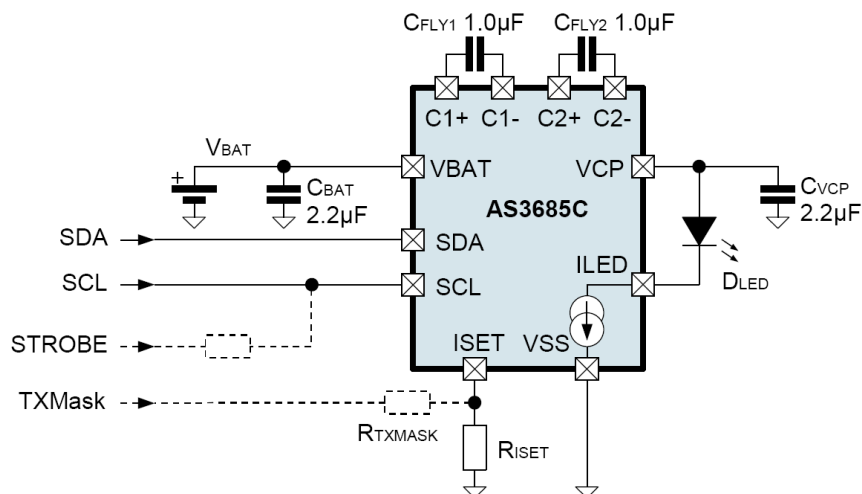 CFLY1 1.0µF CFLY2 1.0µF
C1+ C1- C2+ C2-
VBAT
+
VBAT VCP
CBAT
2.2µF
CVCP
2.2µF
AS3685C
SDA SDA
SCL SCL
ILED
DLED
STROBE
ISET VSS
TXMask
RTXMASK
RISET